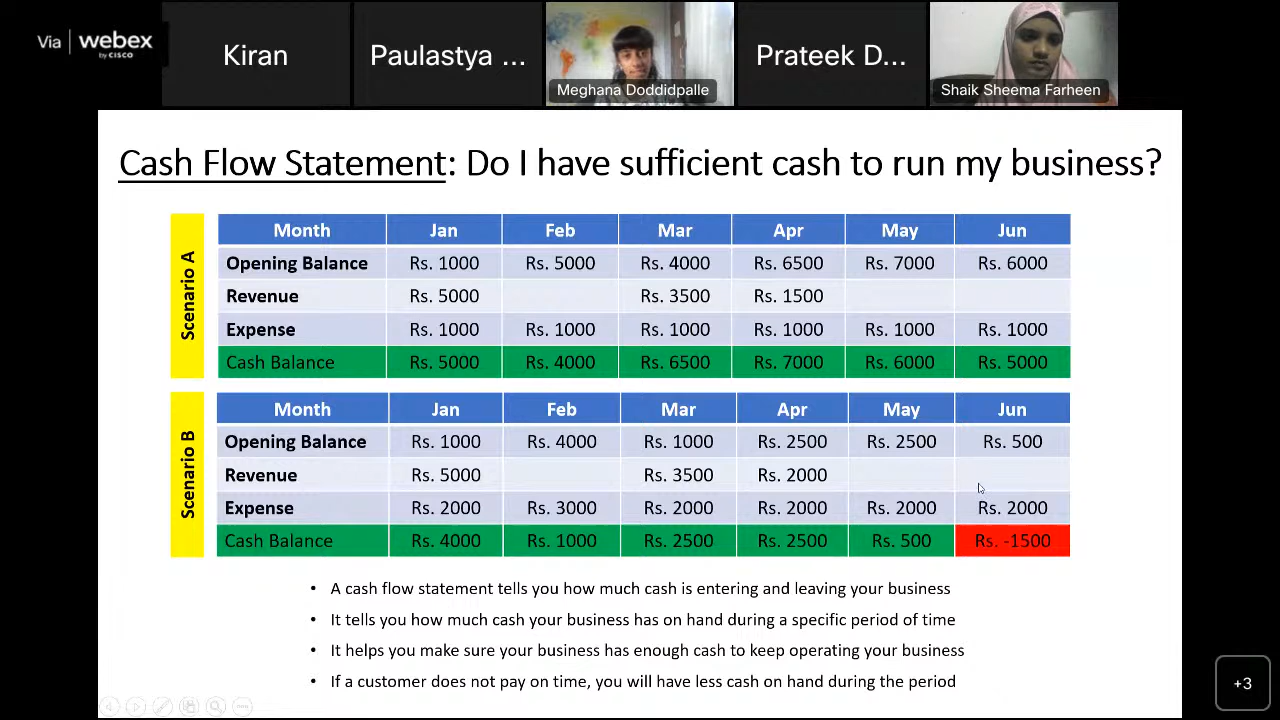 Via webex
by CISCO
Kiran
Paulastya ...
Meghana Doddidpalle
Prateek D...
Shaik Sheema Farheen
Cash Flow Statement: Do I have sufficient cash to run my business?
Scenario A
Month Jan Feb Mar Apr May Jun
Opening Balance Rs. 1000 Rs. 5000 Rs. 4000 Rs. 6500 Rs. 7000 Rs. 6000
Revenue Rs. 5000 Rs. 3500 Rs. 1500
Expense Rs. 1000 Rs. 1000 Rs. 1000 Rs. 1000 Rs. 1000 Rs. 1000
Cash Balance Rs. 5000 Rs. 4000 Rs. 6500 Rs. 7000 Rs. 6000 Rs. 5000
Scenario B
Month Jan Feb Mar Apr May Jun
Opening Balance Rs. 1000 Rs. 4000 Rs. 1000 Rs. 2500 Rs. 2500 Rs. 500
Revenue Rs. 5000 Rs. 3500 Rs. 2000
Expense Rs. 2000 Rs. 3000 Rs. 2000 Rs. 2000 Rs. 2000 Rs. 2000
Cash Balance Rs. 4000 Rs. 1000 Rs. 2500 Rs. 2500 Rs. 500 Rs. -1500
• A cash flow statement tells you how much cash is entering and leaving your business
• It tells you how much cash your business has on hand during a specific period of time
• It helps you make sure your business has enough cash to keep operating your business
• If a customer does not pay on time, you will have less cash on hand during the period
+3